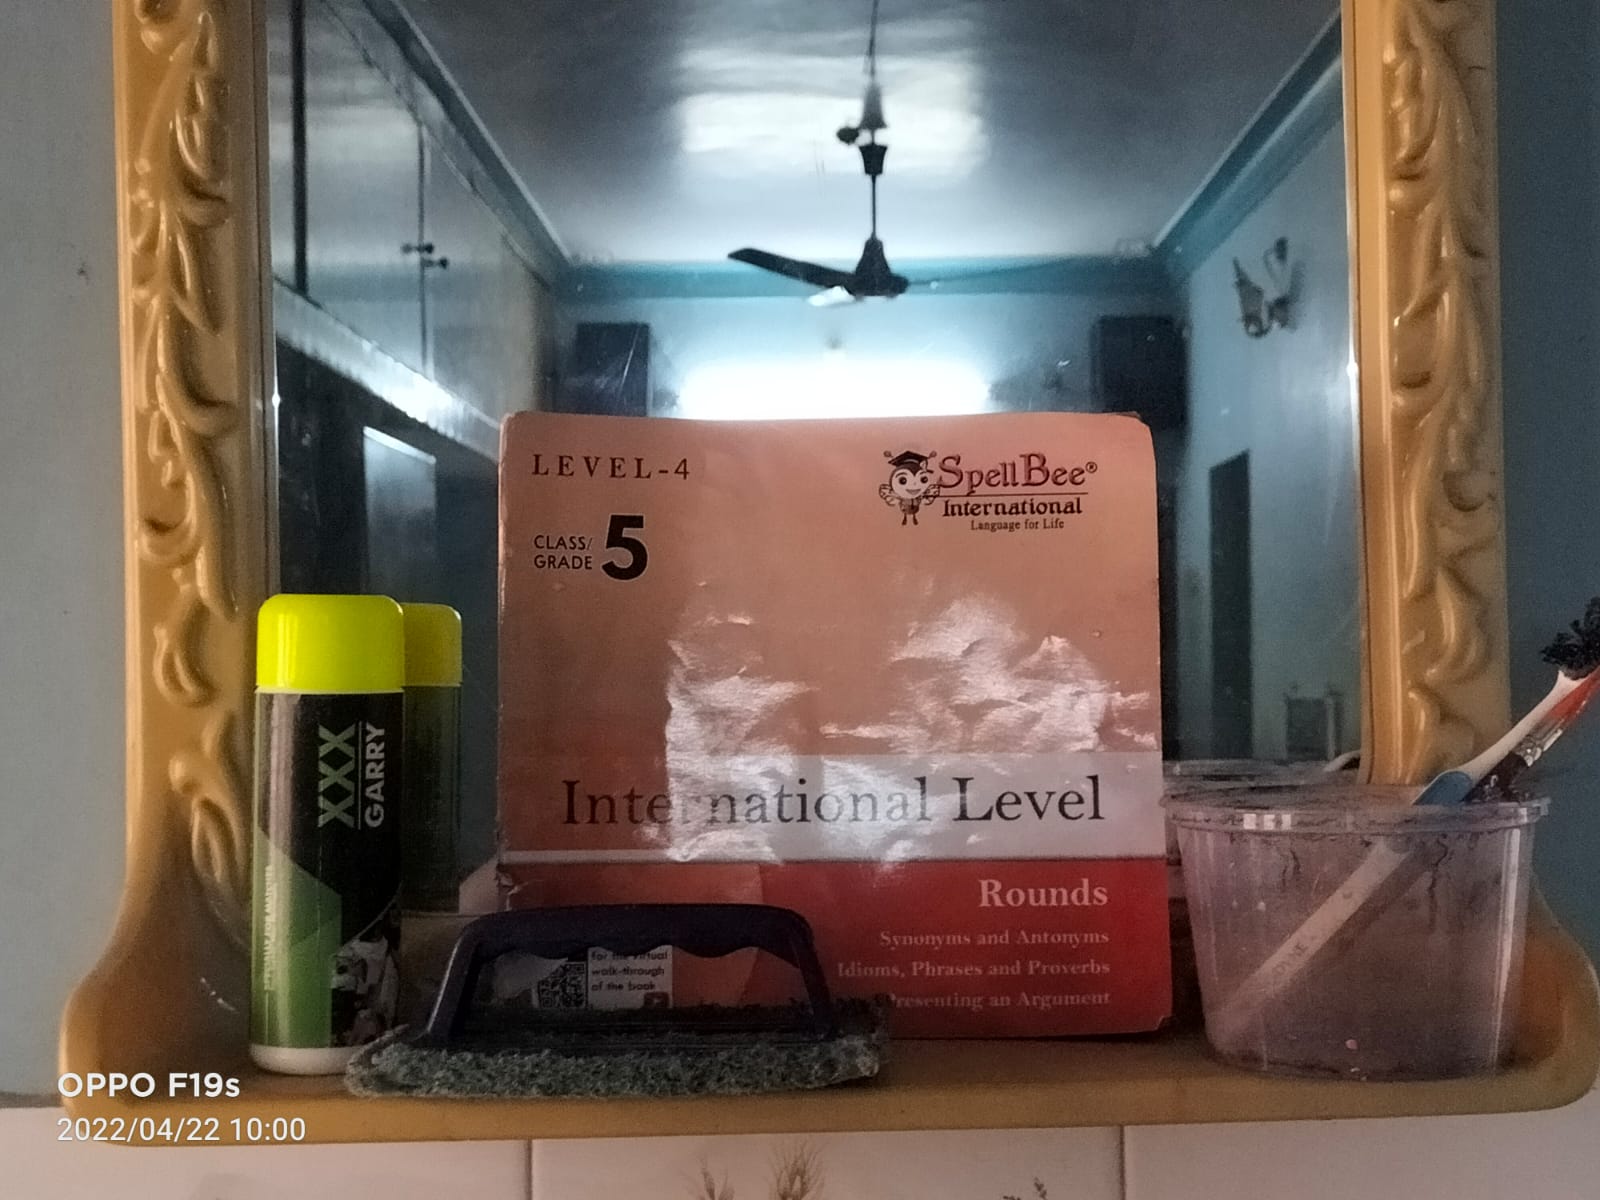 LEVEL-4
CLASS/
GRADE 5
SpellBee®
International
Language for Life
XXX
GARRY
International Level
Rounds
Synonyms and Antonyms
Idioms, Phrases and Proverbs
Presenting an Argument
for the virtual
walk-through
of the book
OPPO F19s
2022/04/22 10:00